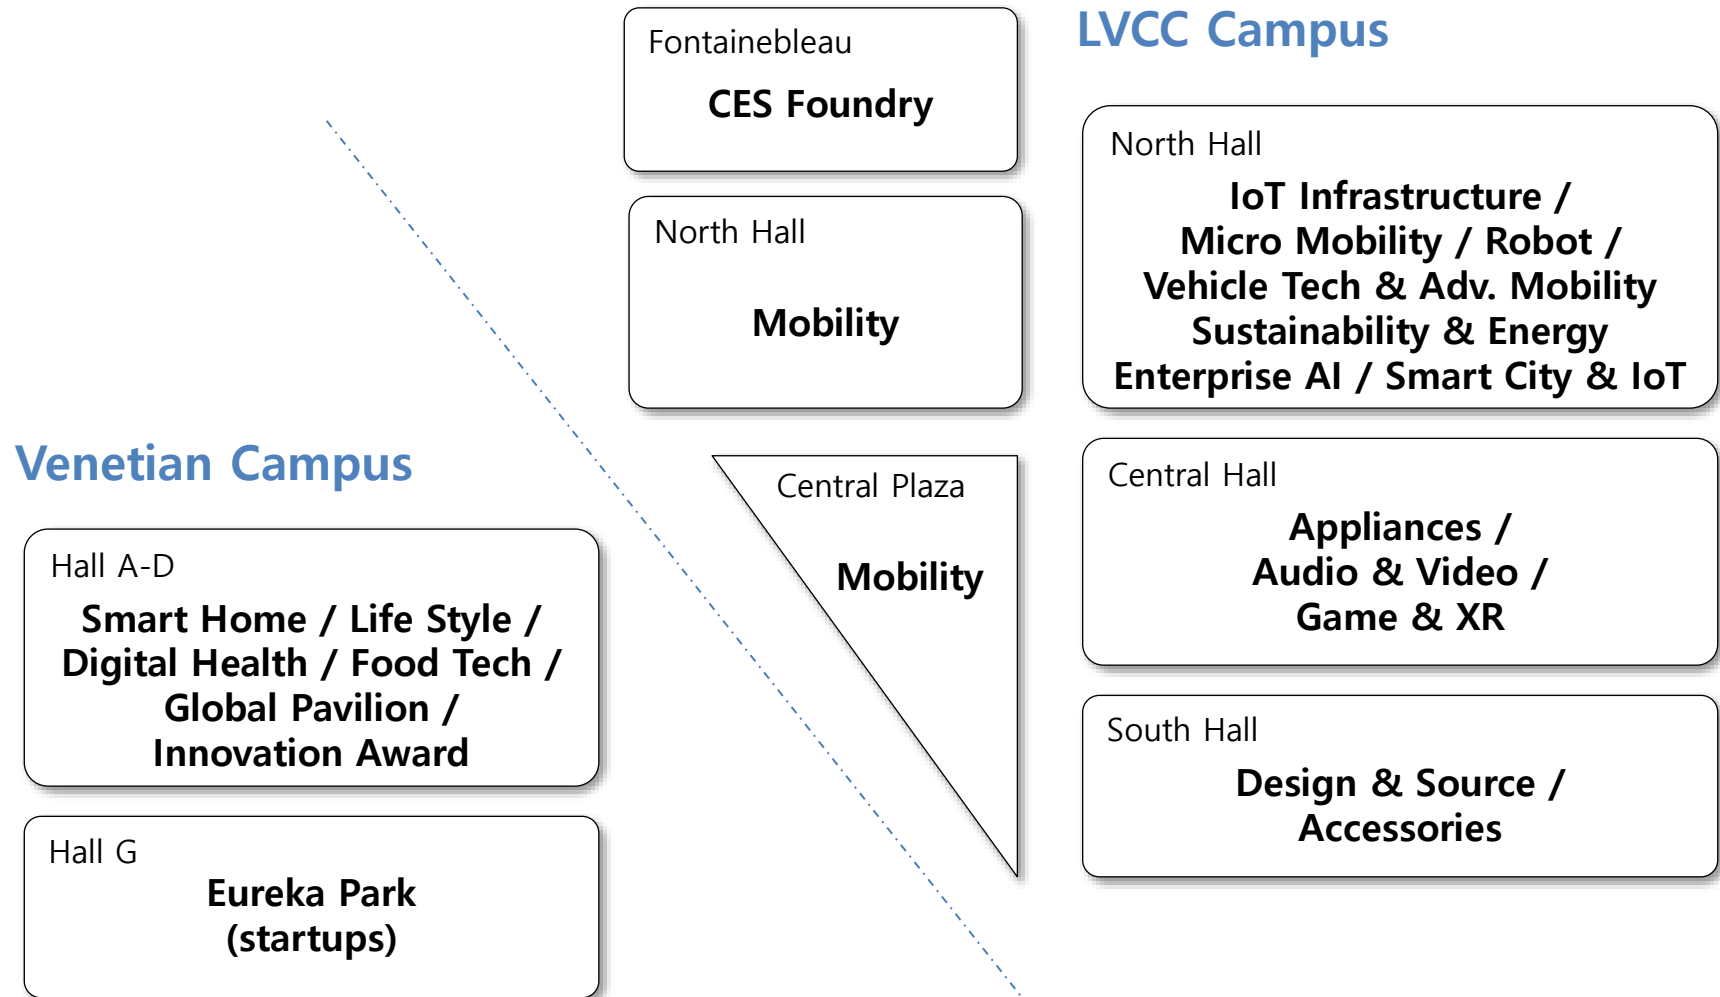 LVCC Campus
Fontainebleau
CES Foundry
North Hall
Mobility
North Hall
IoT Infrastructure /
Micro Mobility / Robot /
Vehicle Tech & Adv. Mobility
Sustainability & Energy
Enterprise AI / Smart City & IoT
Central Plaza
Mobility
Central Hall
Appliances /
Audio & Video /
Game & XR
South Hall
Design & Source /
Accessories
Venetian Campus
Hall A-D
Smart Home / Life Style /
Digital Health / Food Tech /
Global Pavilion /
Innovation Award
Hall G
Eureka Park
(startups)